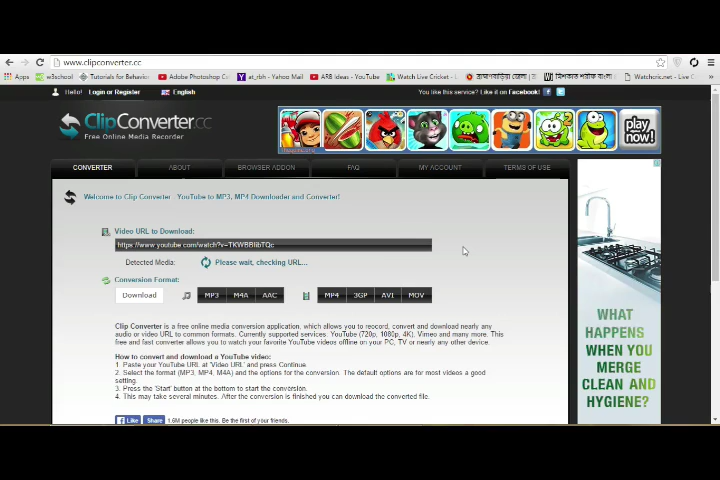 www.clipconverter.cc
Apps w3school Tutorials for Behavior Adobe Photoshop C at_rbh - Yahoo Mail ARB Ideas - YouTube Watch Live Cricket - L ব্রাহ্মণবাড়িয়া জেলা মিশকাত শরীফ বাংলা Watchcric.net - Live C
Hello! Login or Register English You like this service? Like it on Facebook!
ClipConverter.cc
Free Online Media Recorder
play now!
CONVERTER ABOUT BROWSER ADDON FAQ MY ACCOUNT TERMS OF USE
Welcome to Clip Converter YouTube to MP3, MP4 Downloader and Converter!
Video URL to Download:
Detected Media: Please wait, checking URL...
Conversion Format:
Download MP3 M4A AAC MP4 3GP AVI MOV
Clip Converter is a free online media conversion application, which allows you to reocord, convert and download nearly any
audio or video URL to common formats. Currently supported services: YouTube (720p, 1080p, 4K), Vimeo and many more. This
free and fast converter allows you to watch your favorite YouTube videos offline on your PC, TV or nearly any other device.
How to convert and download a YouTube video:
1. Paste your YouTube URL at 'Video URL' and press Continue.
2. Select the format (MP3, MP4, M4A) and the options for the conversion. The default options are for most videos a good
setting.
3. Press the 'Start' button at the bottom to start the conversion.
4. This may take several minutes. After the conversion is finished you can download the converted file.
Like Share 1.6M people like this. Be the first of your friends.
WHAT
HAPPENS
WHEN YOU
MERGE
CLEAN AND
HYGIENE?